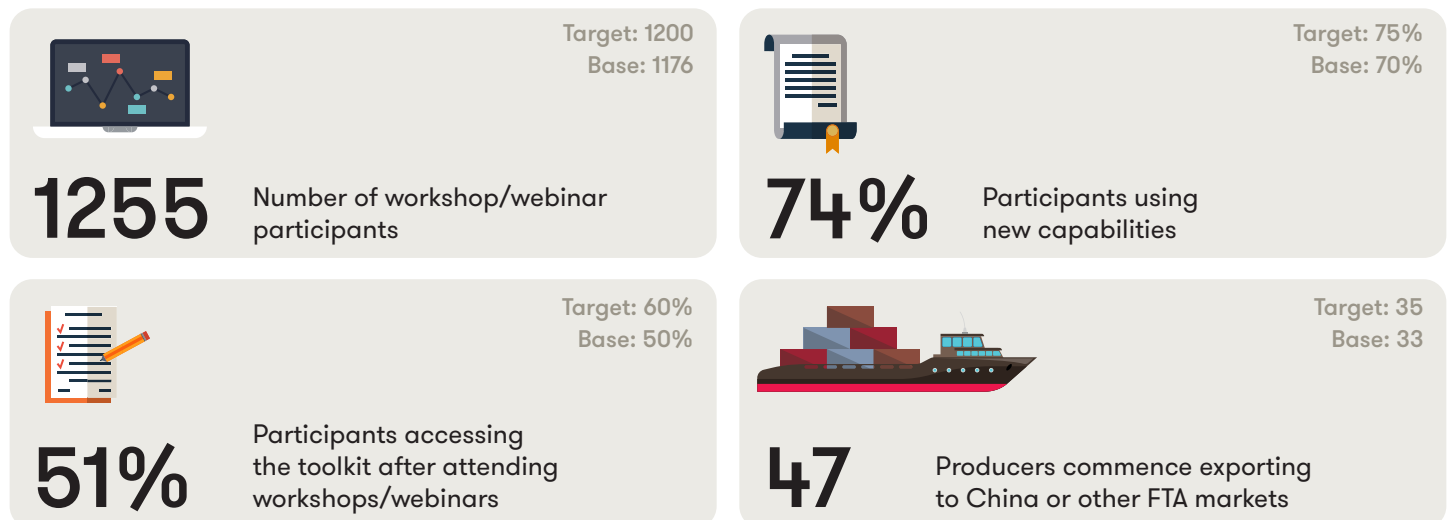 Target: 1200
Base: 1176
1255
Number of workshop/webinar
participants
Target: 75%
Base: 70%
74%
Participants using
new capabilities
Target: 60%
Base: 50%
51%
Participants accessing
the toolkit after attending
workshops/webinars
Target: 35
Base: 33
47
Producers commence exporting
to China or other FTA markets